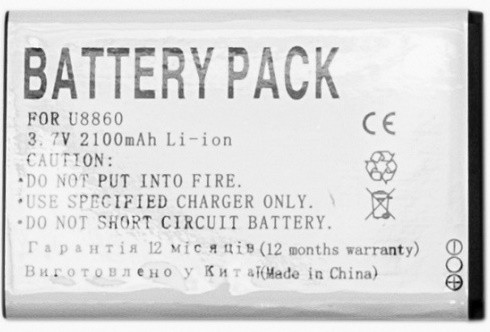 BATTERY PACK
FOR U8860
3.7V 2100mAh Li-ion
CAUTION:
·DO NOT PUT INTO FIRE.
·USE SPECIFIED CHARGER ONLY.
·DO NOT SHORT CIRCUIT BATTERY.
Гарантія 12 місяців (12 months warranty)
Виготовлено у Китаї(Made in China)
CE